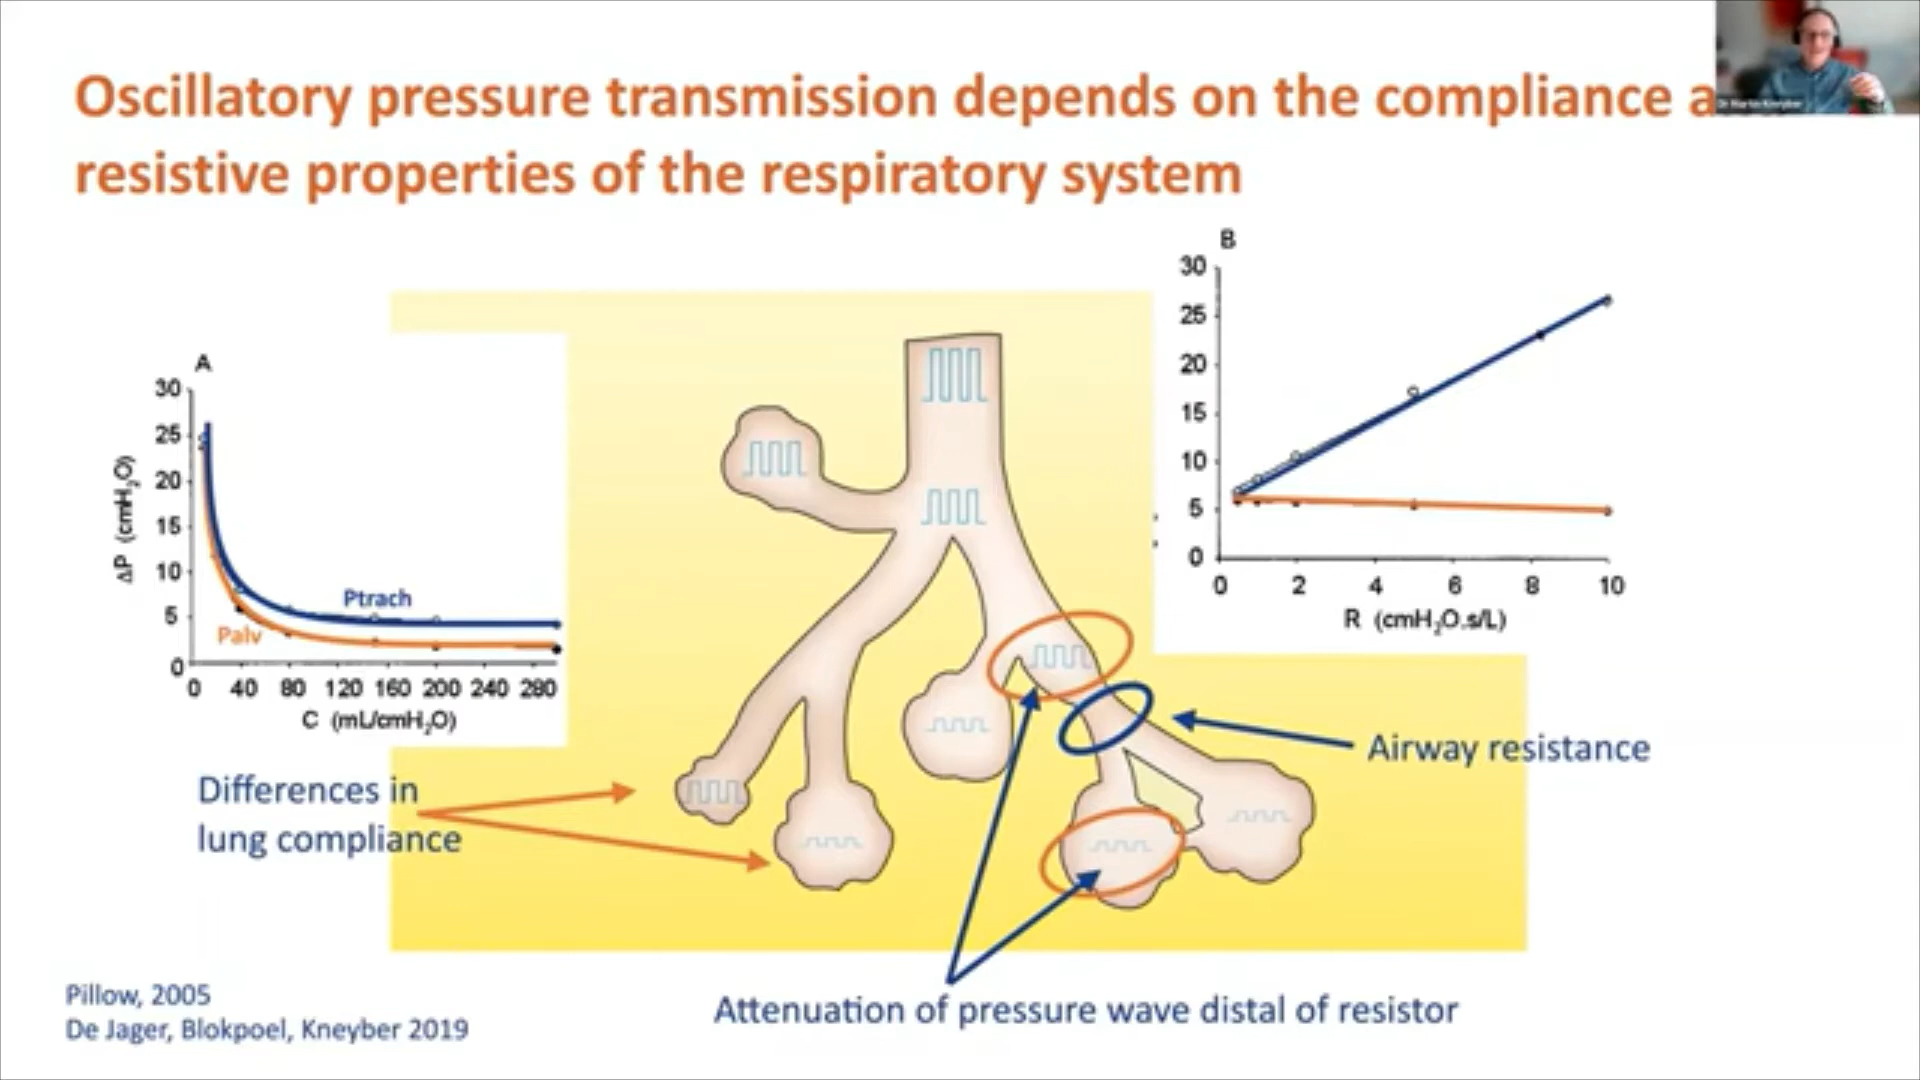 Oscillatory pressure transmission depends on the compliance a
resistive properties of the respiratory system
A
30
25
20
15
10
5
0
ΔP (cmH₂O)
Ptrach
Palv
0 40 80 120 160 200 240 280
C (mL/cmH₂O)
B
30
25
20
15
10
5
0
0 2 4 6 8 10
R (cmH₂O.s/L)
Airway resistance
Differences in
lung compliance
Attenuation of pressure wave distal of resistor
Pillow, 2005
De Jager, Blokpoel, Kneyber 2019